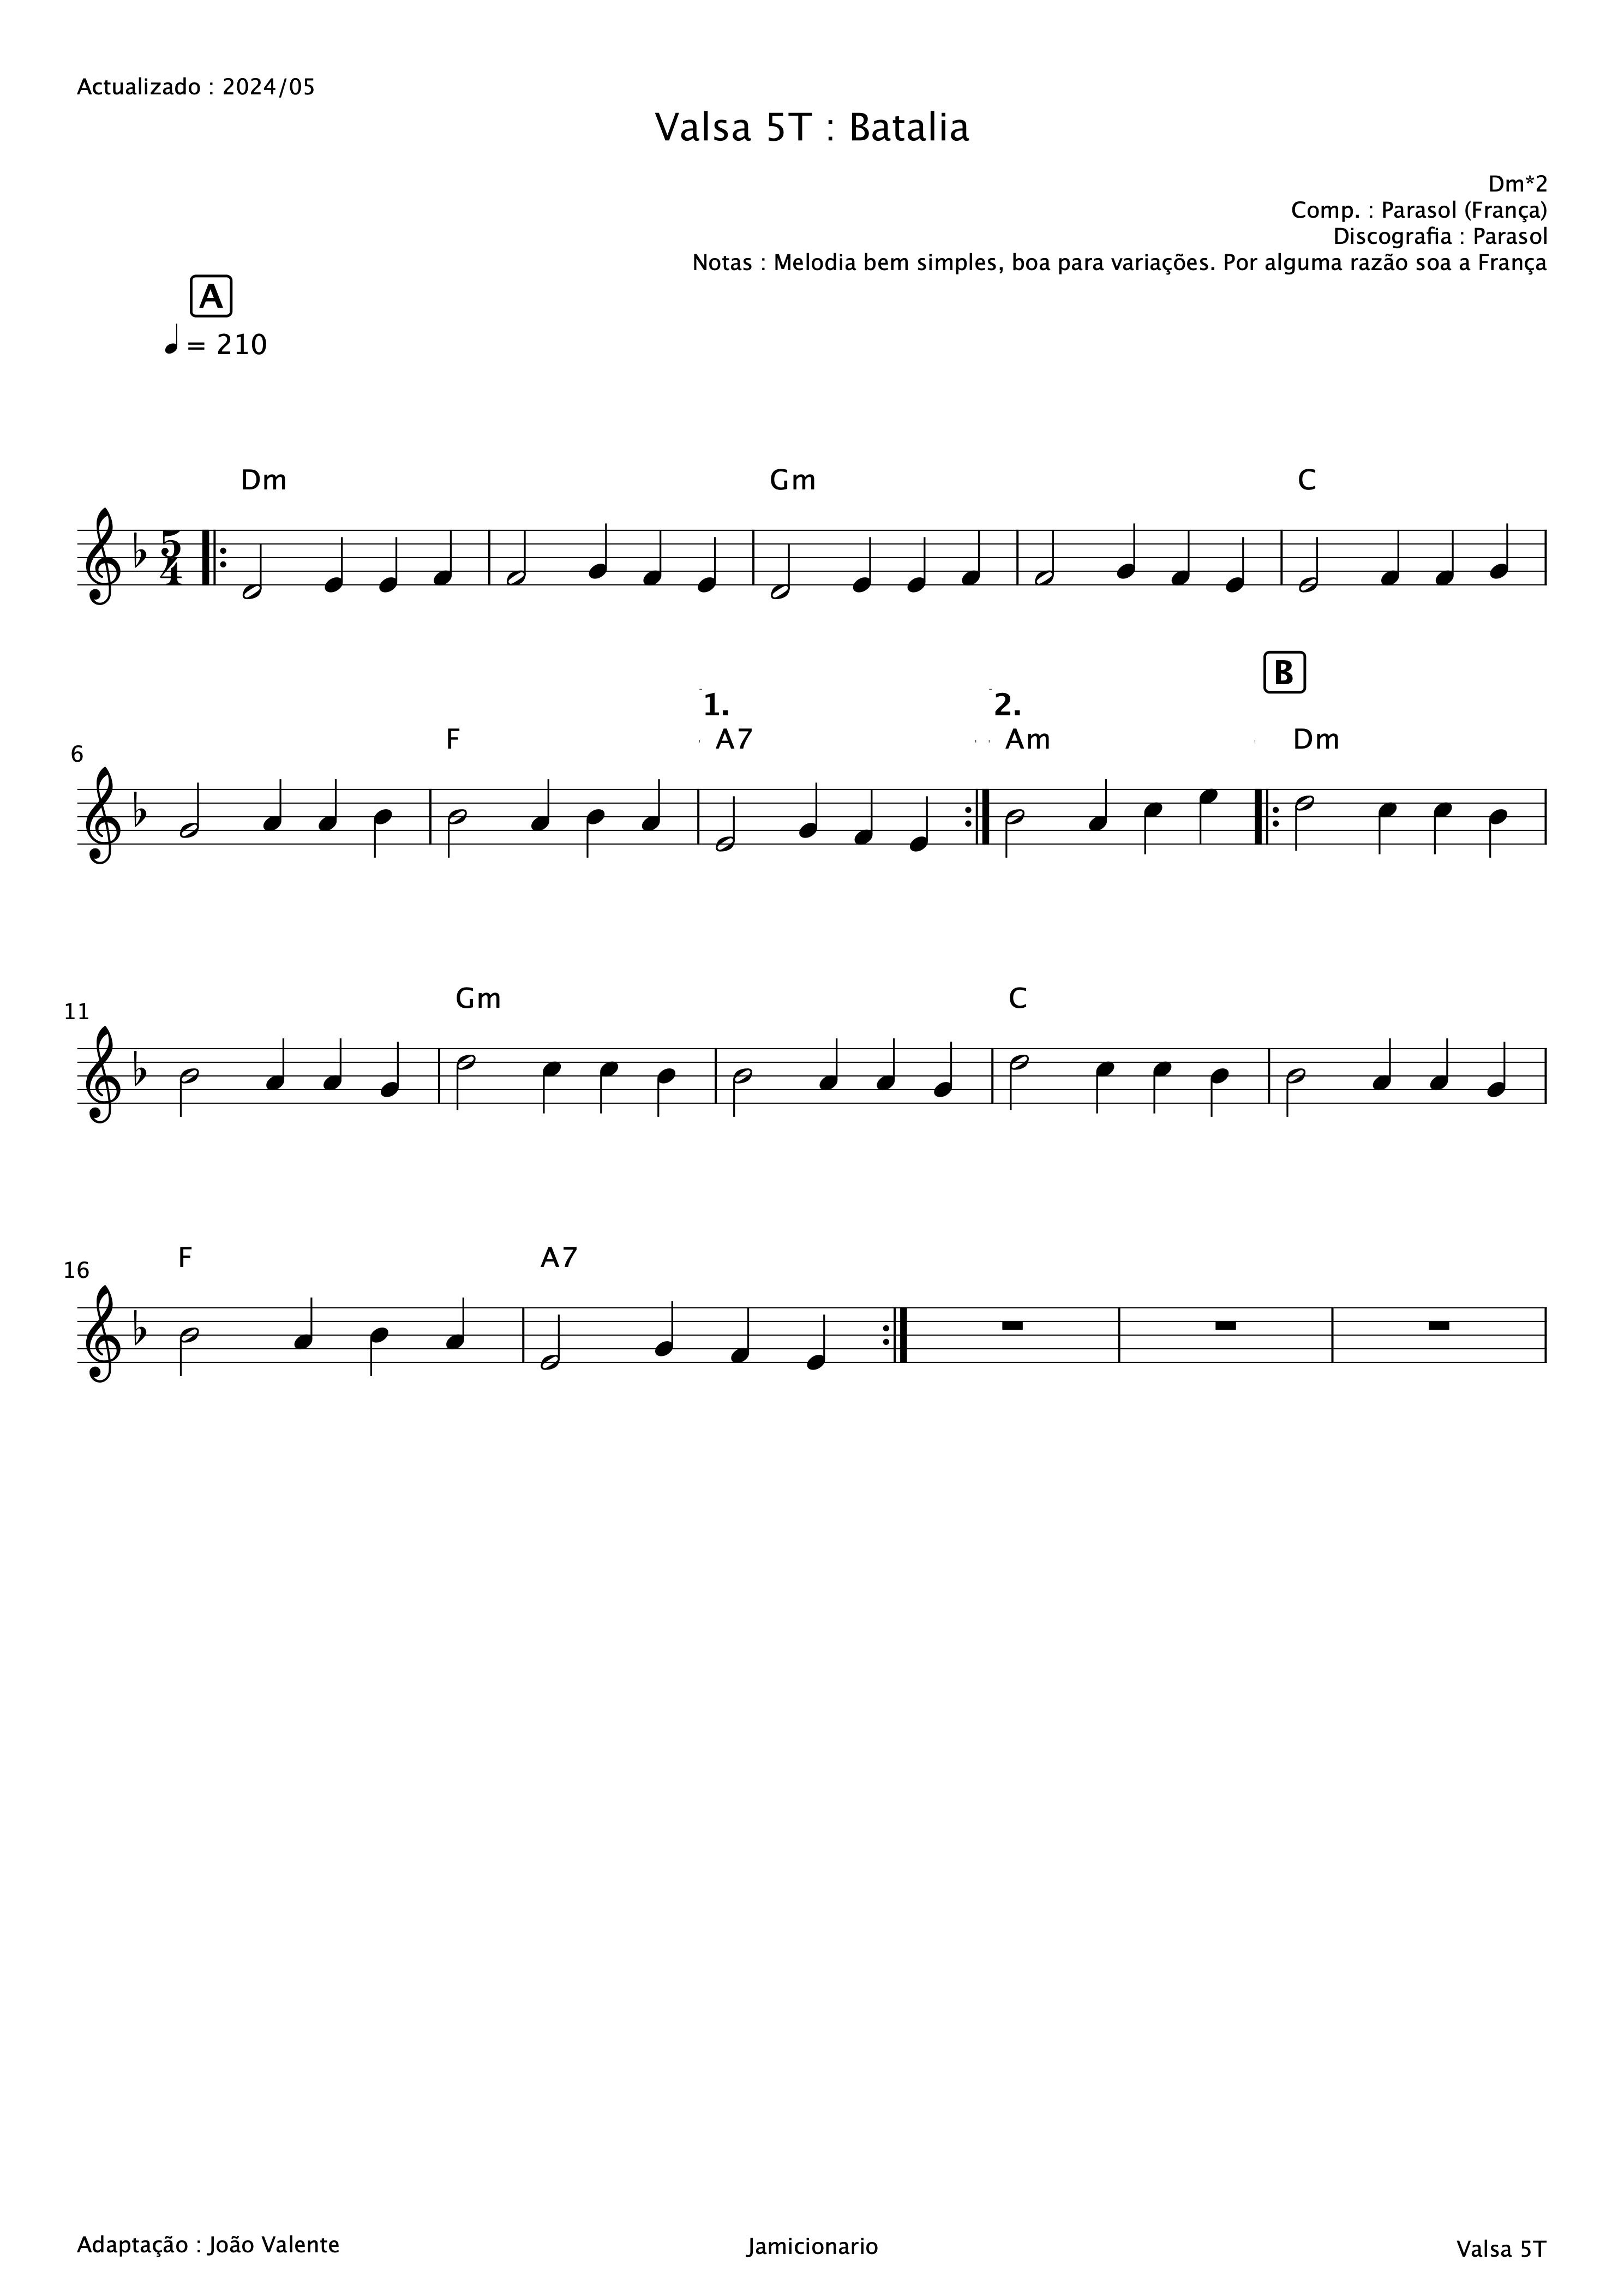 Actualizado : 2024/05
Valsa 5T : Batalia
Dm*2
Comp. : Parasol (França)
Discografia : Parasol
Notas : Melodia bem simples, boa para variações. Por alguma razão soa a França
A
= 210
Dm Gm C
5
4
B
1. 2.
6 F A7 Am Dm
11 Gm C
16 F A7
Adaptação : João Valente
Jamicionario
Valsa 5T